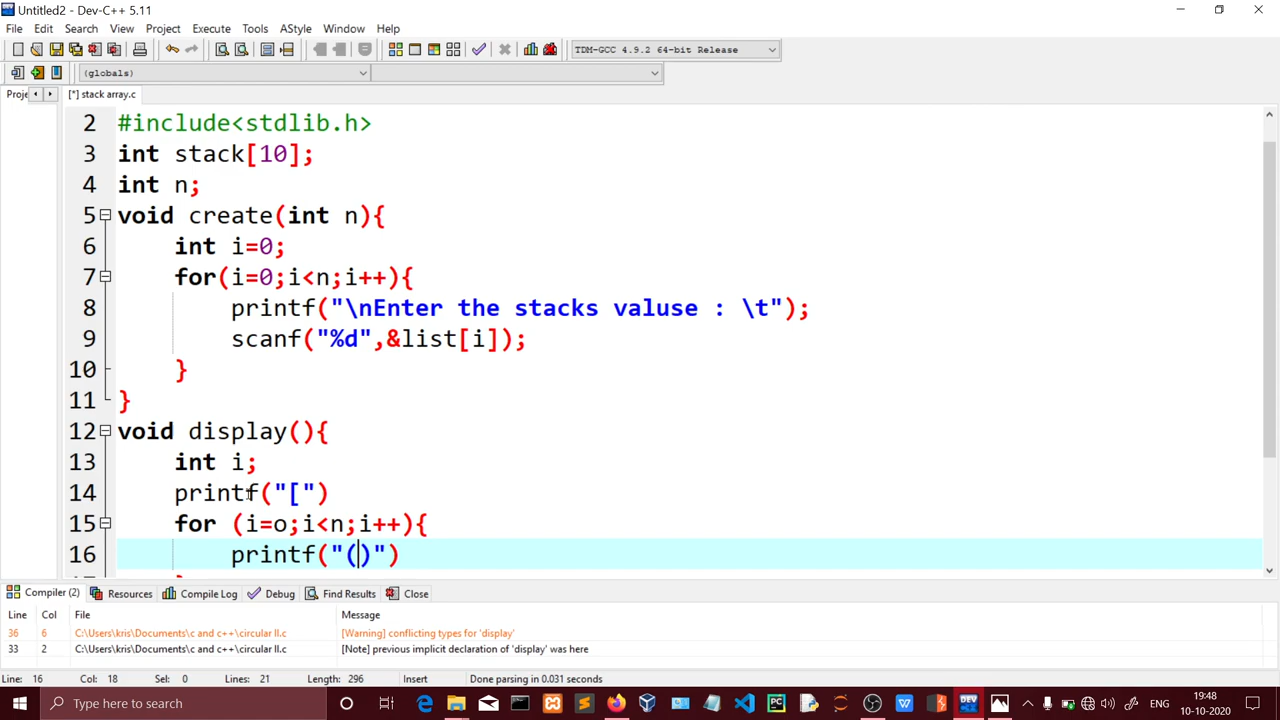 Untitled2 - Dev-C++ 5.11
File Edit Search View Project Execute Tools AStyle Window Help
TDM-GCC 4.9.2 64-bit Release
(globals)
Proje [*] stack array.c
2 #include<stdlib.h>
3 int stack[10];
4 int n;
5 void create(int n){
6 int i=0;
7 for(i=0;i<n;i++){
8 printf("\nEnter the stacks valuse : \t");
9 scanf("%d",&list[i]);
10 }
11 }
12 void display(){
13 int i;
14 printf("[")
15 for (i=o;i<n;i++){
16 printf("()")
Compiler (2) Resources Compile Log Debug Find Results Close
Line Col File Message
36 6 C:\Users\kris\Documents\c and c++\circular ll.c [Warning] conflicting types for 'display'
33 2 C:\Users\kris\Documents\c and c++\circular ll.c [Note] previous implicit declaration of 'display' was here
Line: 16 Col: 18 Sel: 0 Lines: 21 Length: 296 Insert Done parsing in 0.031 seconds
Type here to search
ENG
19:48
10-10-2020